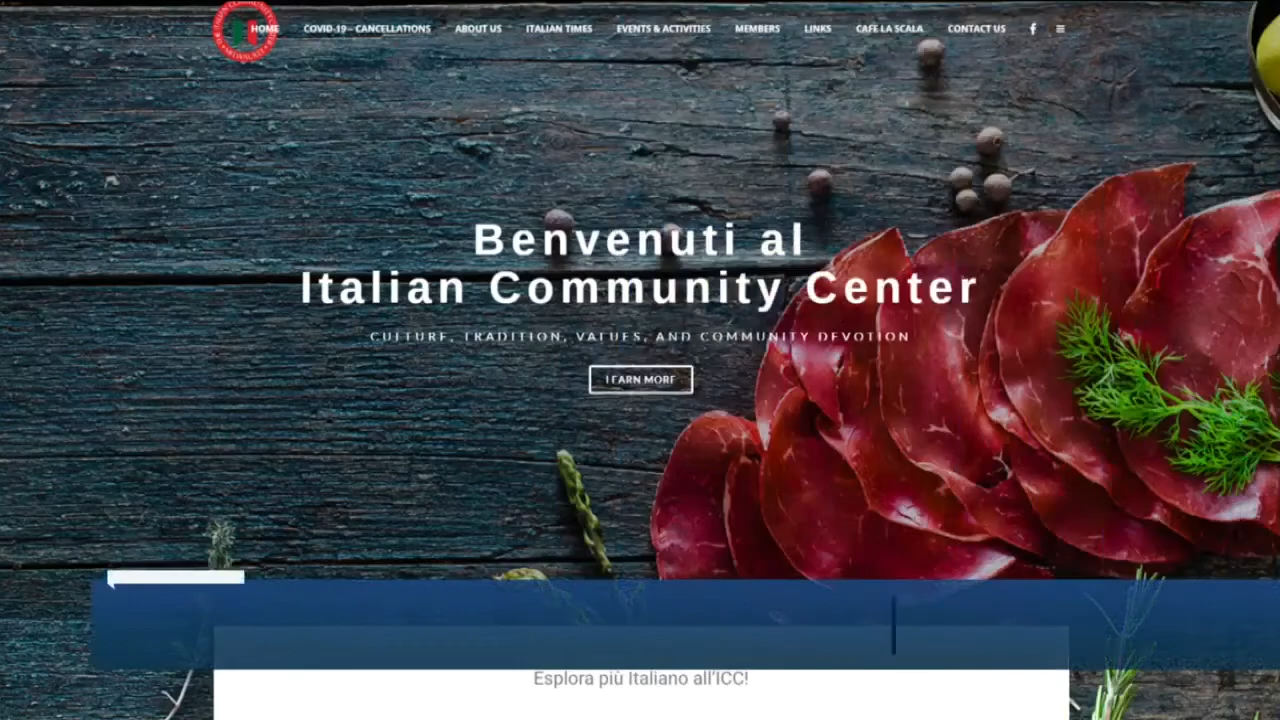 HOME COVID-19 – CANCELLATIONS ABOUT US ITALIAN TIMES EVENTS & ACTIVITIES MEMBERS LINKS CAFE LA SCALA CONTACT US
Benvenuti al
Italian Community Center
CULTURE, TRADITION, VALUES, AND COMMUNITY DEVOTION
LEARN MORE
Esplora più Italiano all'ICC!